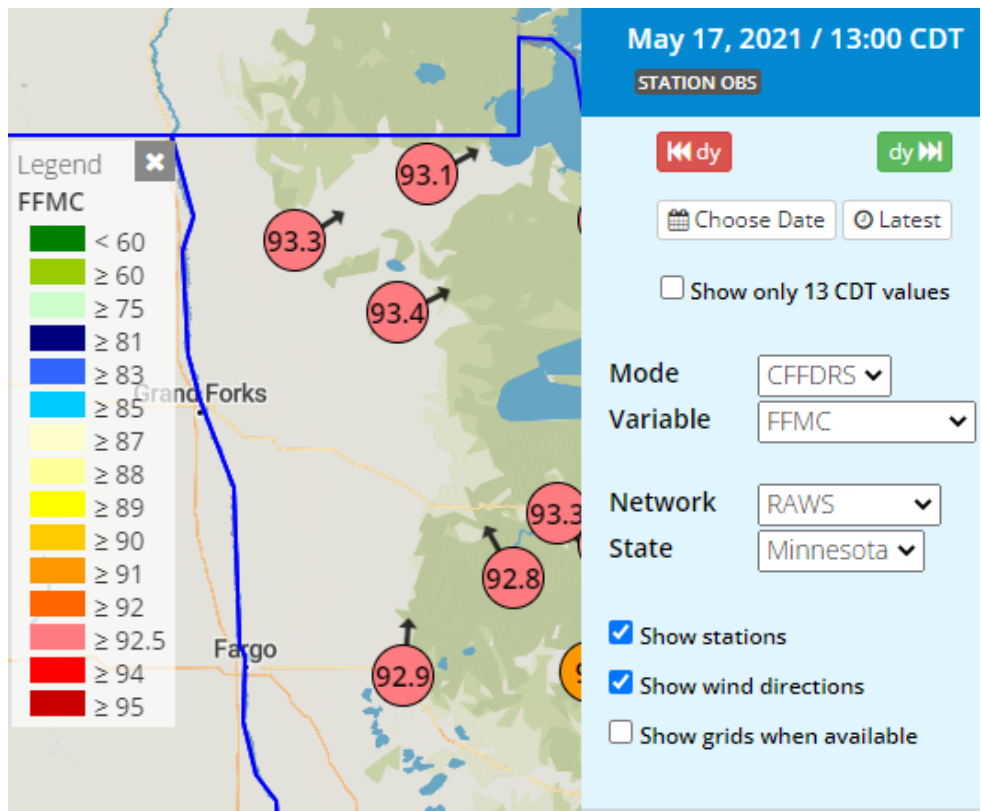 May 17, 2021 / 13:00 CDT
STATION OBS
dy
dy
Choose Date
Latest
Show only 13 CDT values
Mode
CFFDRS
Variable
FFMC
Network
RAWS
State
Minnesota
Show stations
Show wind directions
Show grids when available
Legend
FFMC
< 60
≥ 60
≥ 75
≥ 81
≥ 83
≥ 85
≥ 87
≥ 88
≥ 89
≥ 90
≥ 91
≥ 92
≥ 92.5
≥ 94
≥ 95
93.1
93.3
93.4
Grand Forks
93.3
92.8
Fargo
92.9